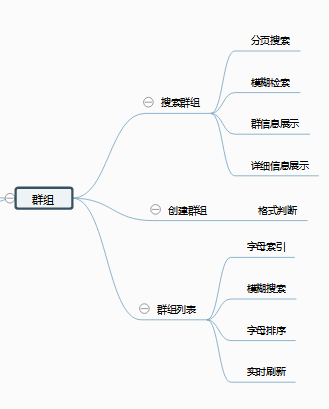 群组
搜索群组
分页搜索
模糊检索
群信息展示
详细信息展示
创建群组
格式判断
群组列表
字母索引
模糊搜索
字母排序
实时刷新